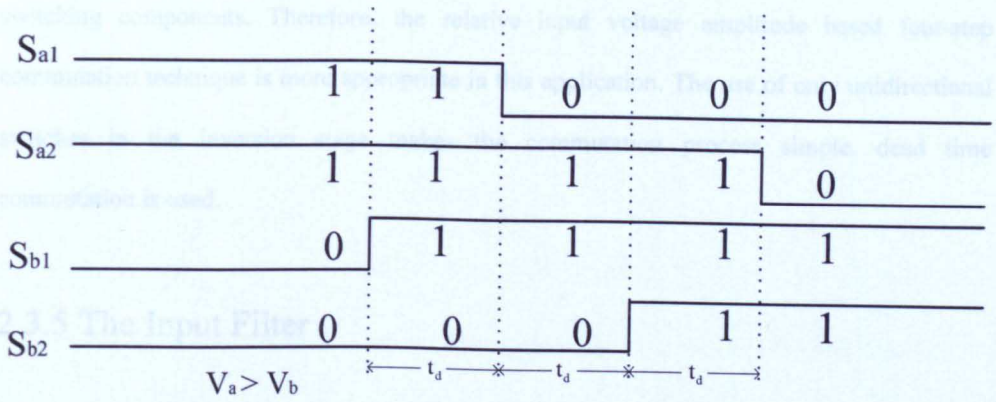 switching components. Therefore, the relative input voltage amplitude based four-step
Sa1
commutation technique is more appropriate in this application. The use of only unidirectional
1 1 0 0 0
switches in the inversion stage makes the commutation process simple, dead time
Sa2
1 1 1 1 0
commutation is used.
Sb1
0 1 1 1 1
2.3.5 The Input Filter
Sb2
0 0 0 1 1
Va > Vb
td td td